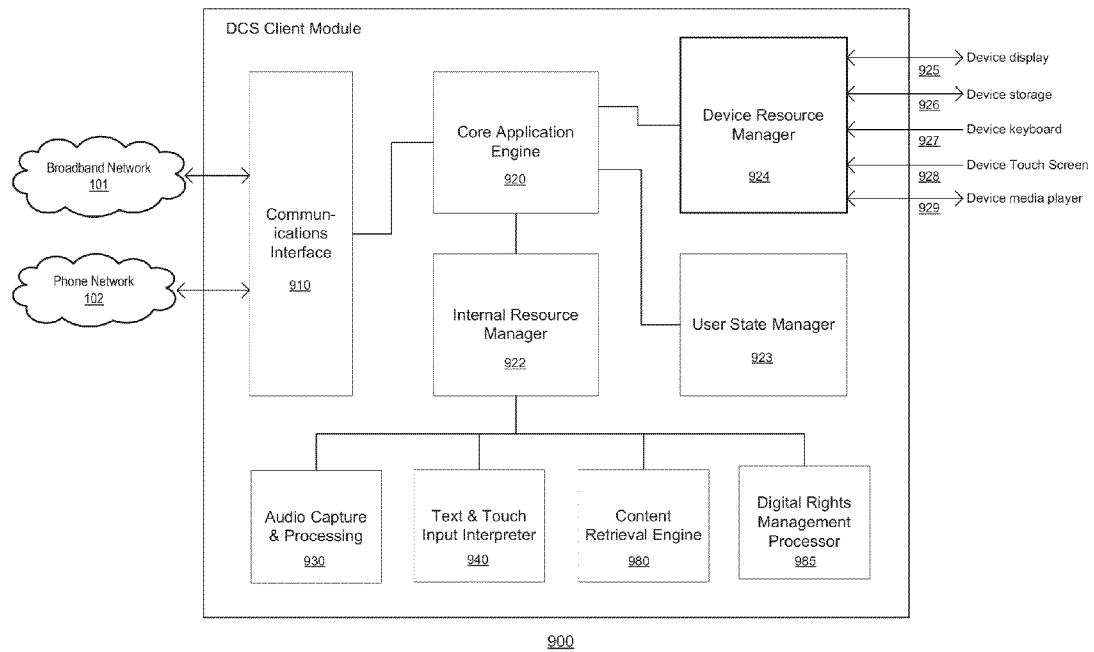 DCS Client Module
Broadband Network
101
Phone Network
102
Commun-
ications
Interface
910
Core Application
Engine
920
Device Resource
Manager
924
925
Device display
926
Device storage
927
Device keyboard
928
Device Touch Screen
929
Device media player
Internal Resource
Manager
922
User State Manager
923
Audio Capture
& Processing
930
Text & Touch
Input Interpreter
940
Content
Retrieval Engine
980
Digital Rights
Management
Processor
985
900